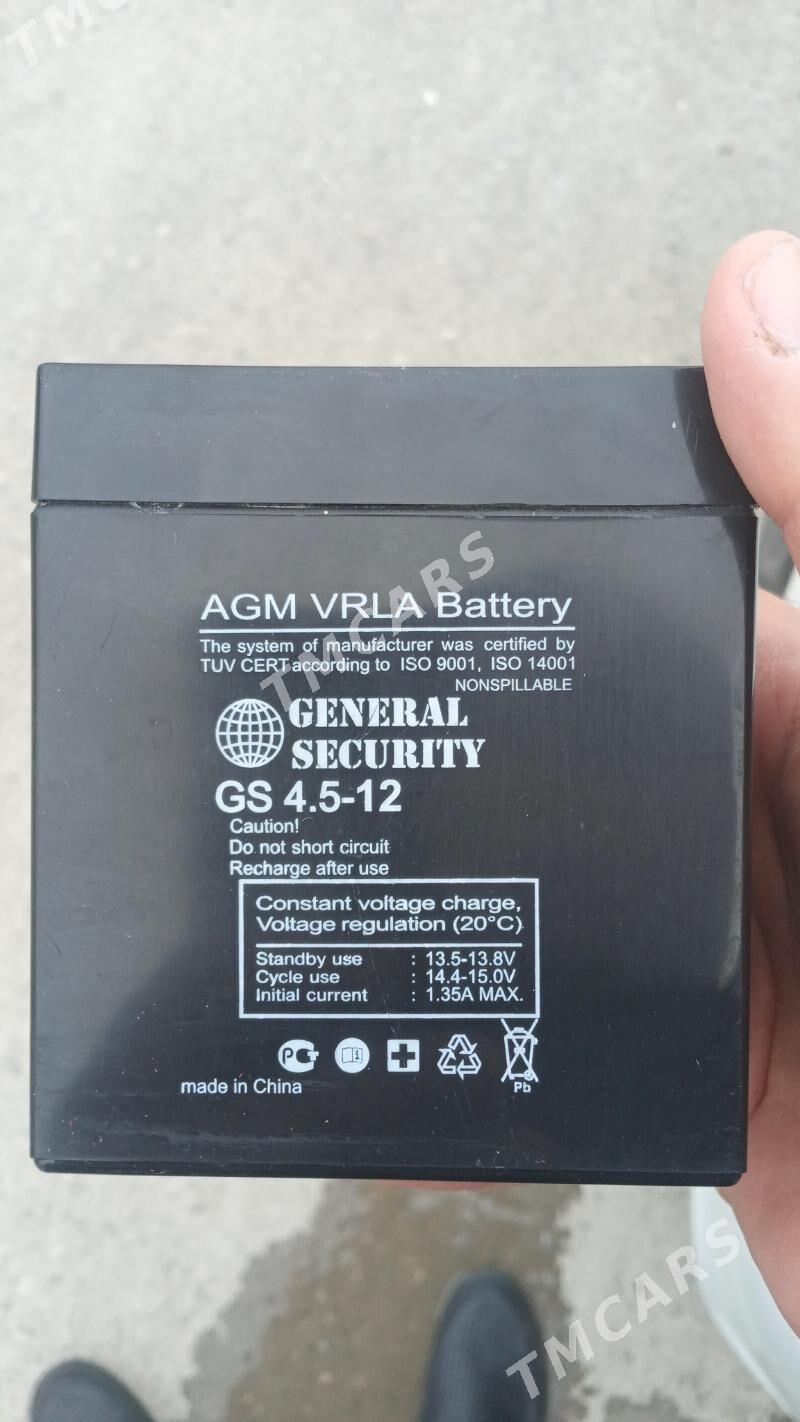 TMCARS
AGM VRLA Battery
The system of manufacturer was certified by
TUV CERT according to ISO 9001, ISO 14001
NONSPILLABLE
TMCARS
GENERAL
SECURITY
GS 4.5-12
Caution!
Do not short circuit
Recharge after use
Constant voltage charge,
Voltage regulation (20°C)
Standby use : 13.5-13.8V
Cycle use : 14.4-15.0V
Initial current : 1.35A MAX.
РСТ
Pb
made in China
TMCARS